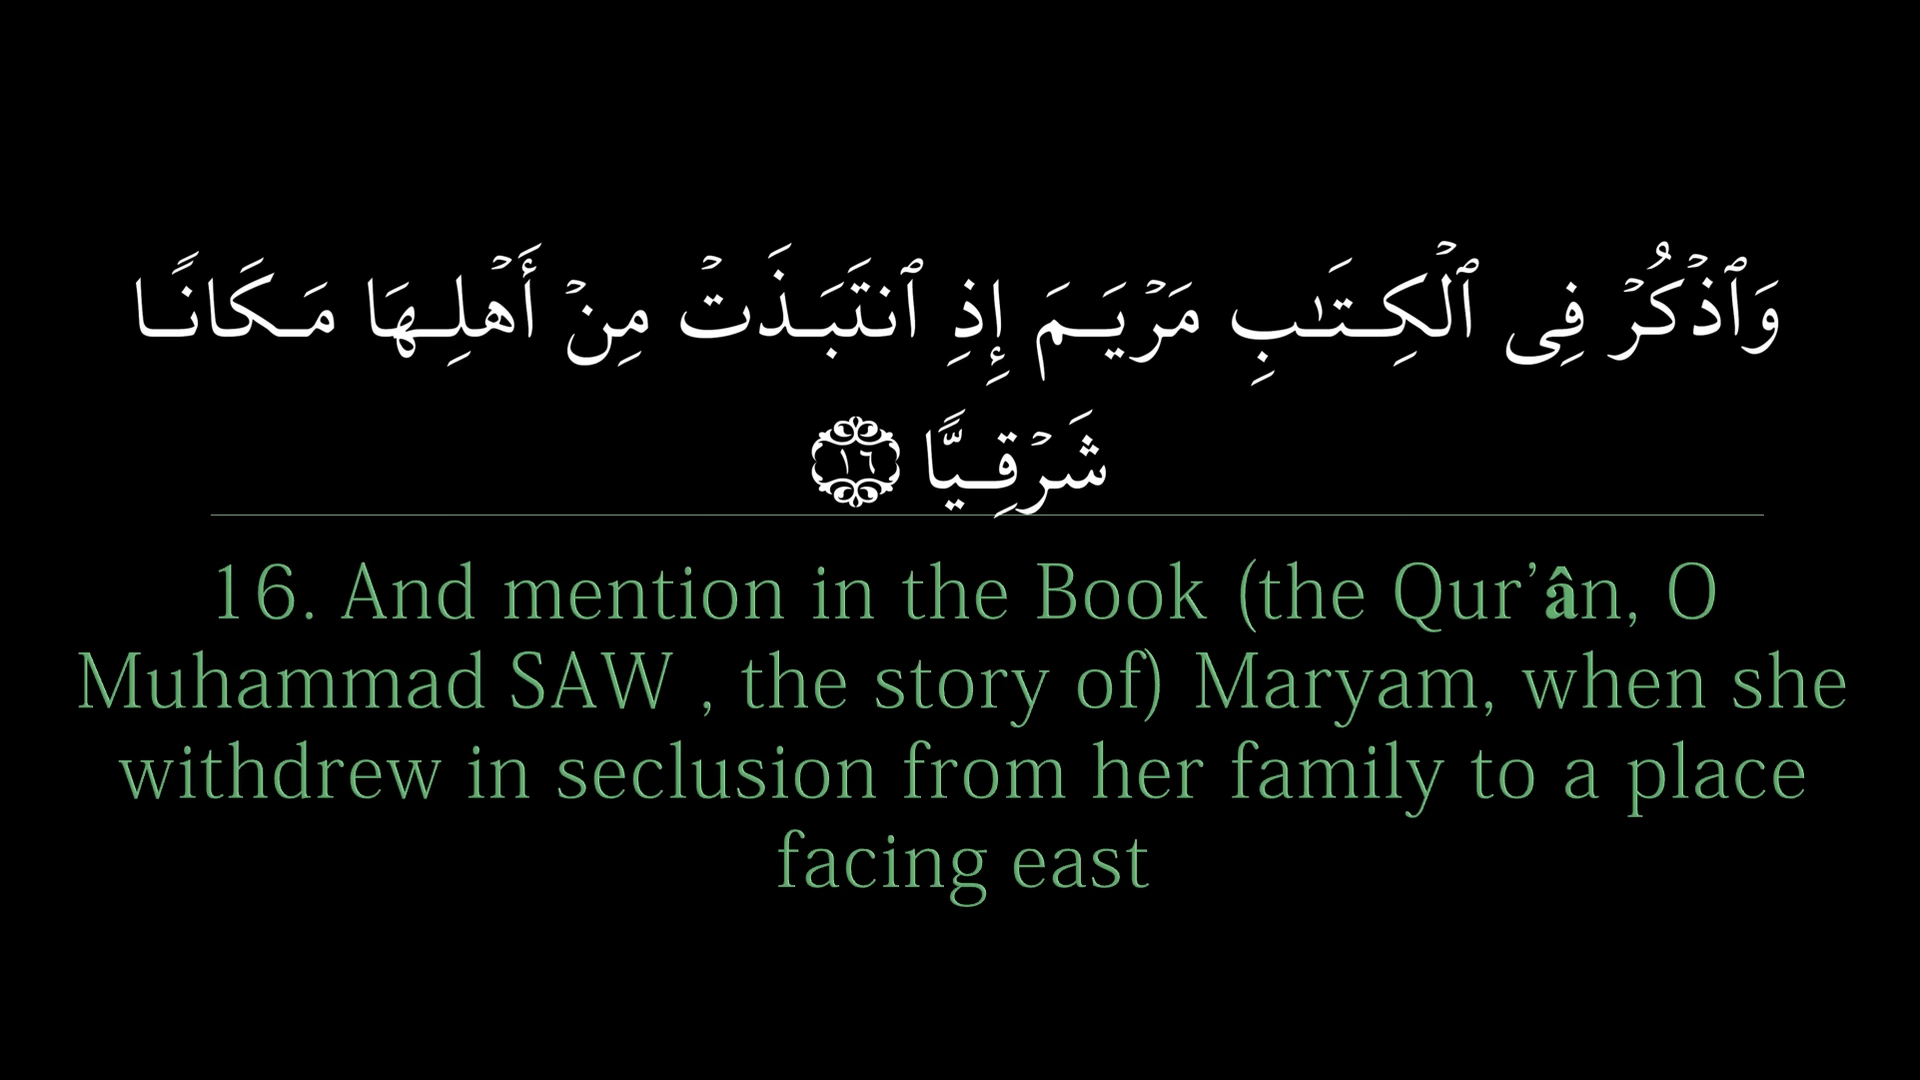 وَٱذۡكُرۡ فِى ٱلۡكِتَـٰبِ مَرۡيَمَ إِذِ ٱنتَبَذَتۡ مِنۡ أَهۡلِهَا مَكَانًا
شَرۡقِيًّا ١٦
16. And mention in the Book (the Qur’ân, O
Muhammad SAW , the story of) Maryam, when she
withdrew in seclusion from her family to a place
facing east